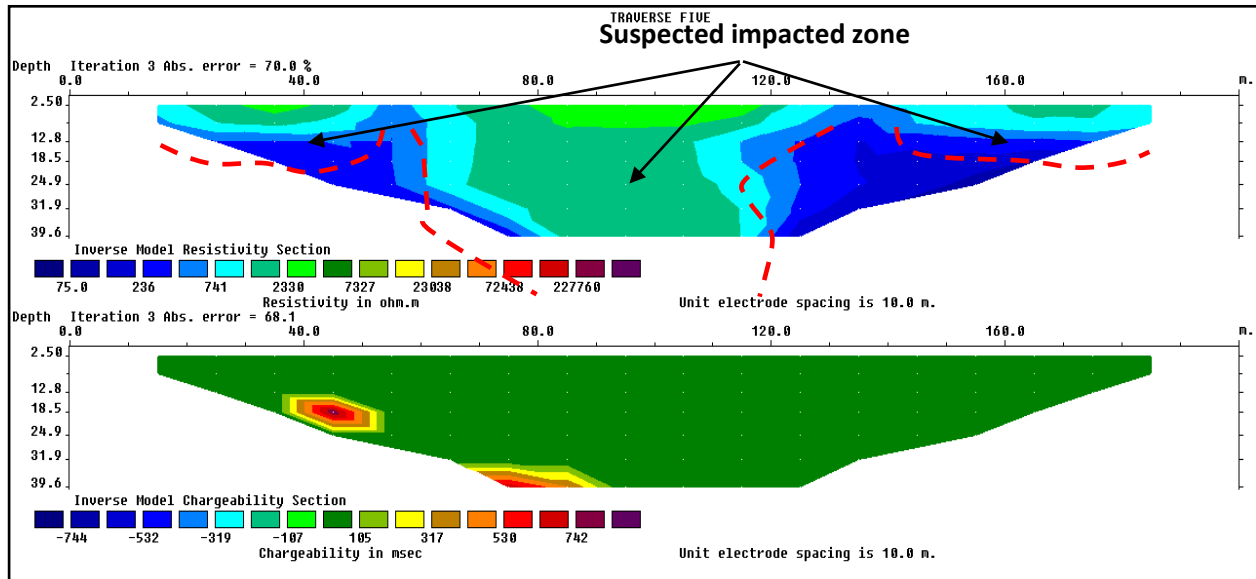 TRAVERSE FIVE
Suspected impacted zone
Depth Iteration 3 Abs. error = 70.0 %
0.0 40.0 80.0 120.0 160.0 m.
2.50
12.8
18.5
24.9
31.9
39.6
Inverse Model Resistivity Section
75.0 236 741 2330 7327 23038 72438 227760
Resistivity in ohm.m Unit electrode spacing is 10.0 m.
Depth Iteration 3 Abs. error = 68.1
0.0 40.0 80.0 120.0 160.0 m.
2.50
12.8
18.5
24.9
31.9
39.6
Inverse Model Chargeability Section
-744 -532 -319 -107 105 317 530 742
Chargeability in msec Unit electrode spacing is 10.0 m.